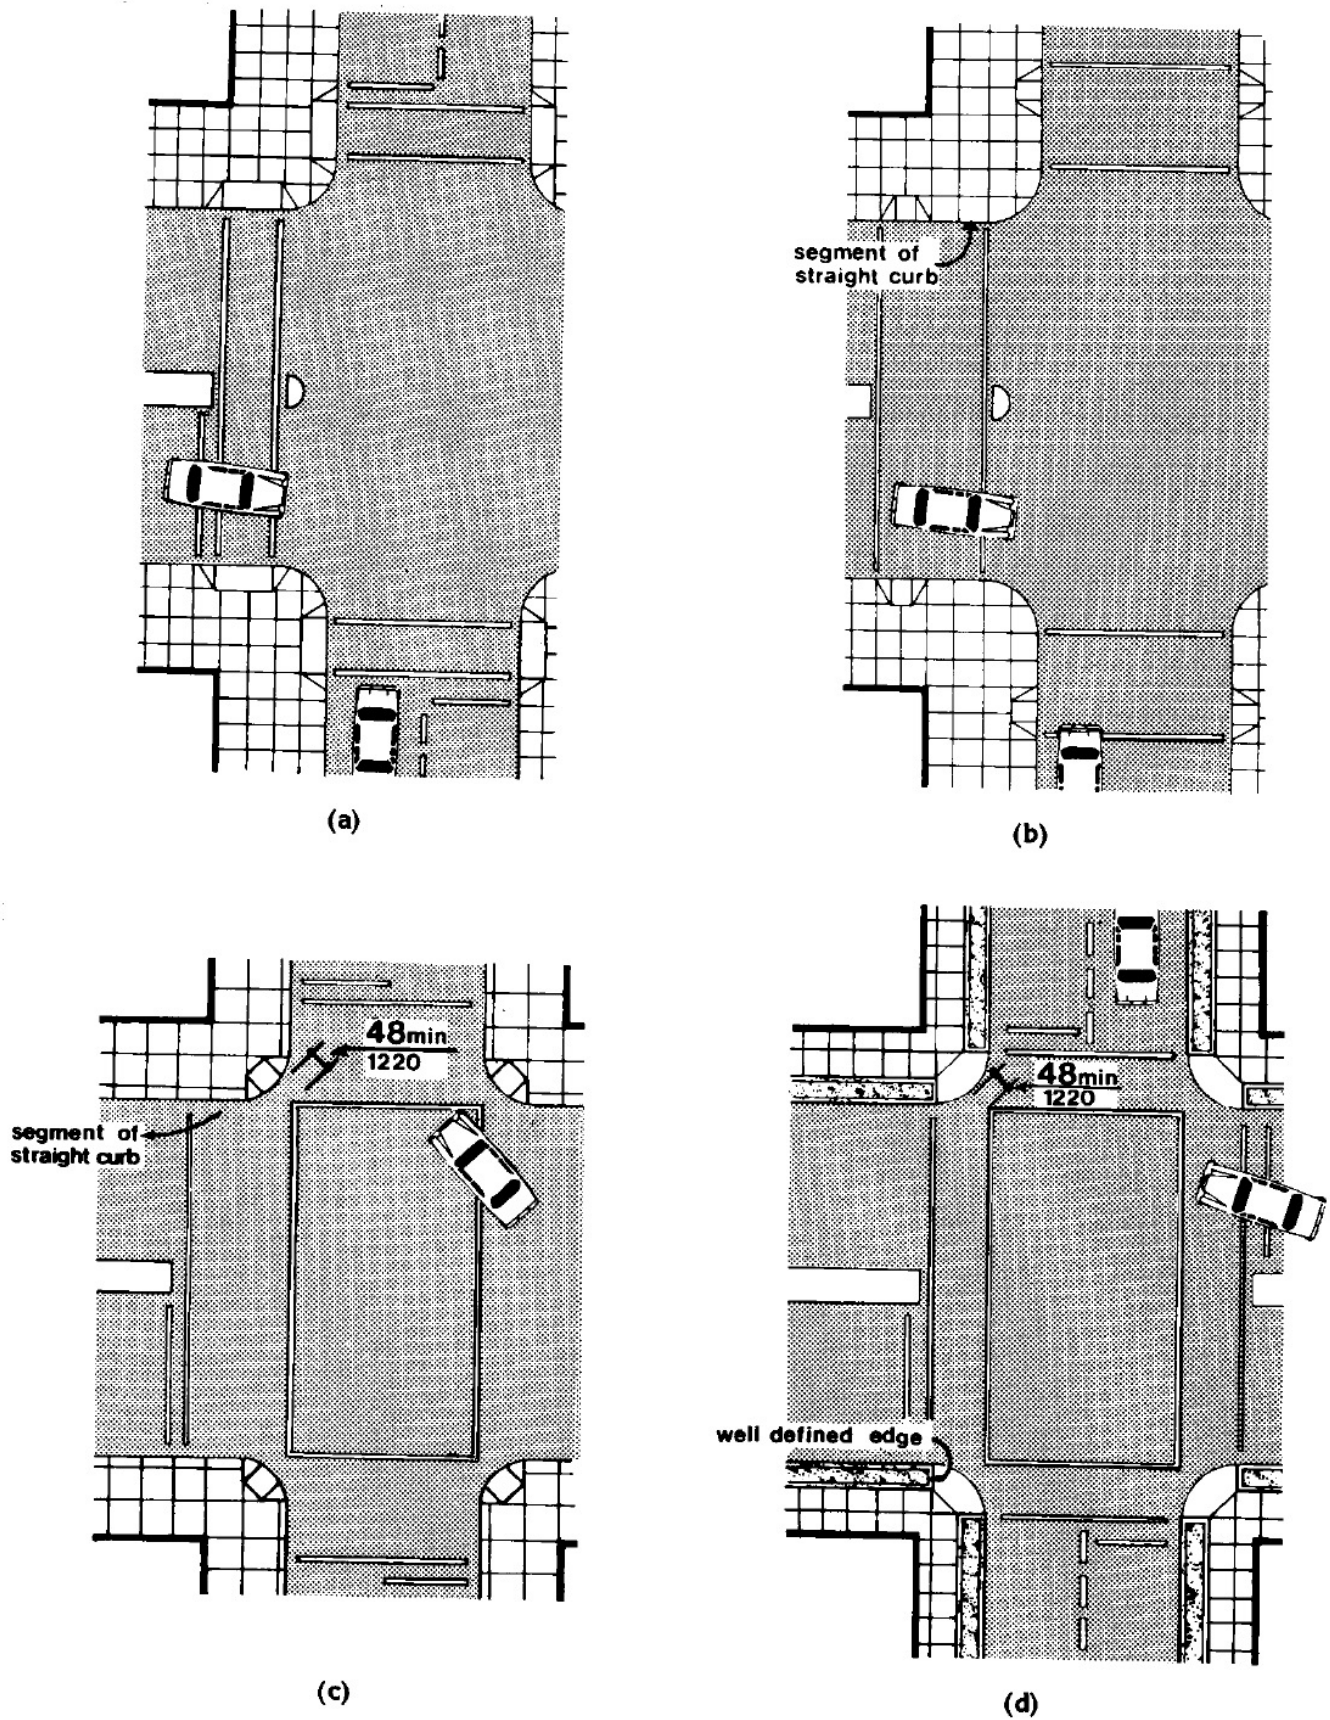 segment of
straight curb
(a)
(b)
48min
1220
segment of
straight curb
48min
1220
well defined edge
(c)
(d)